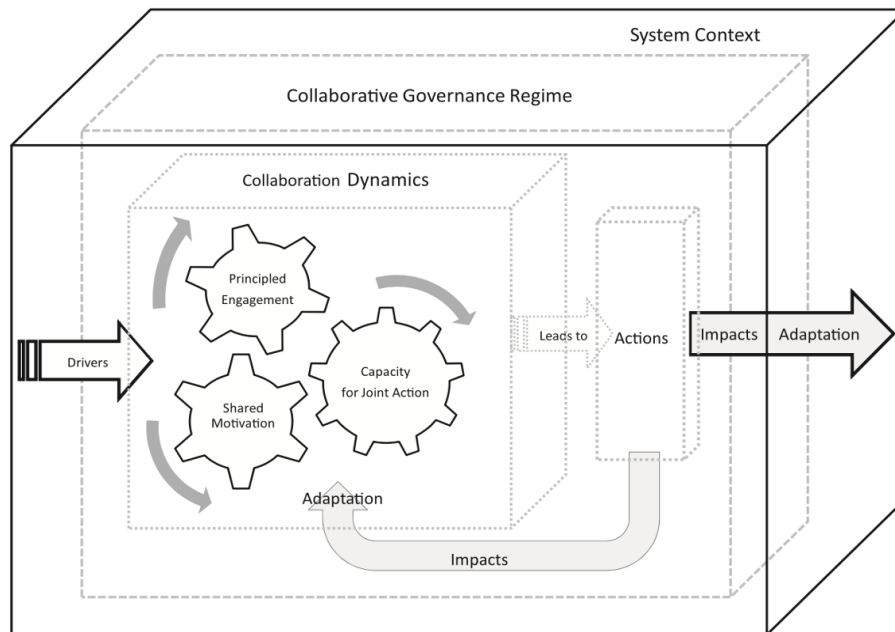 System Context
Collaborative Governance Regime
Collaboration Dynamics
Principled
Engagement
Drivers
Shared
Motivation
Capacity
for Joint Action
Leads to
Actions
Impacts
Adaptation
Adaptation
Impacts